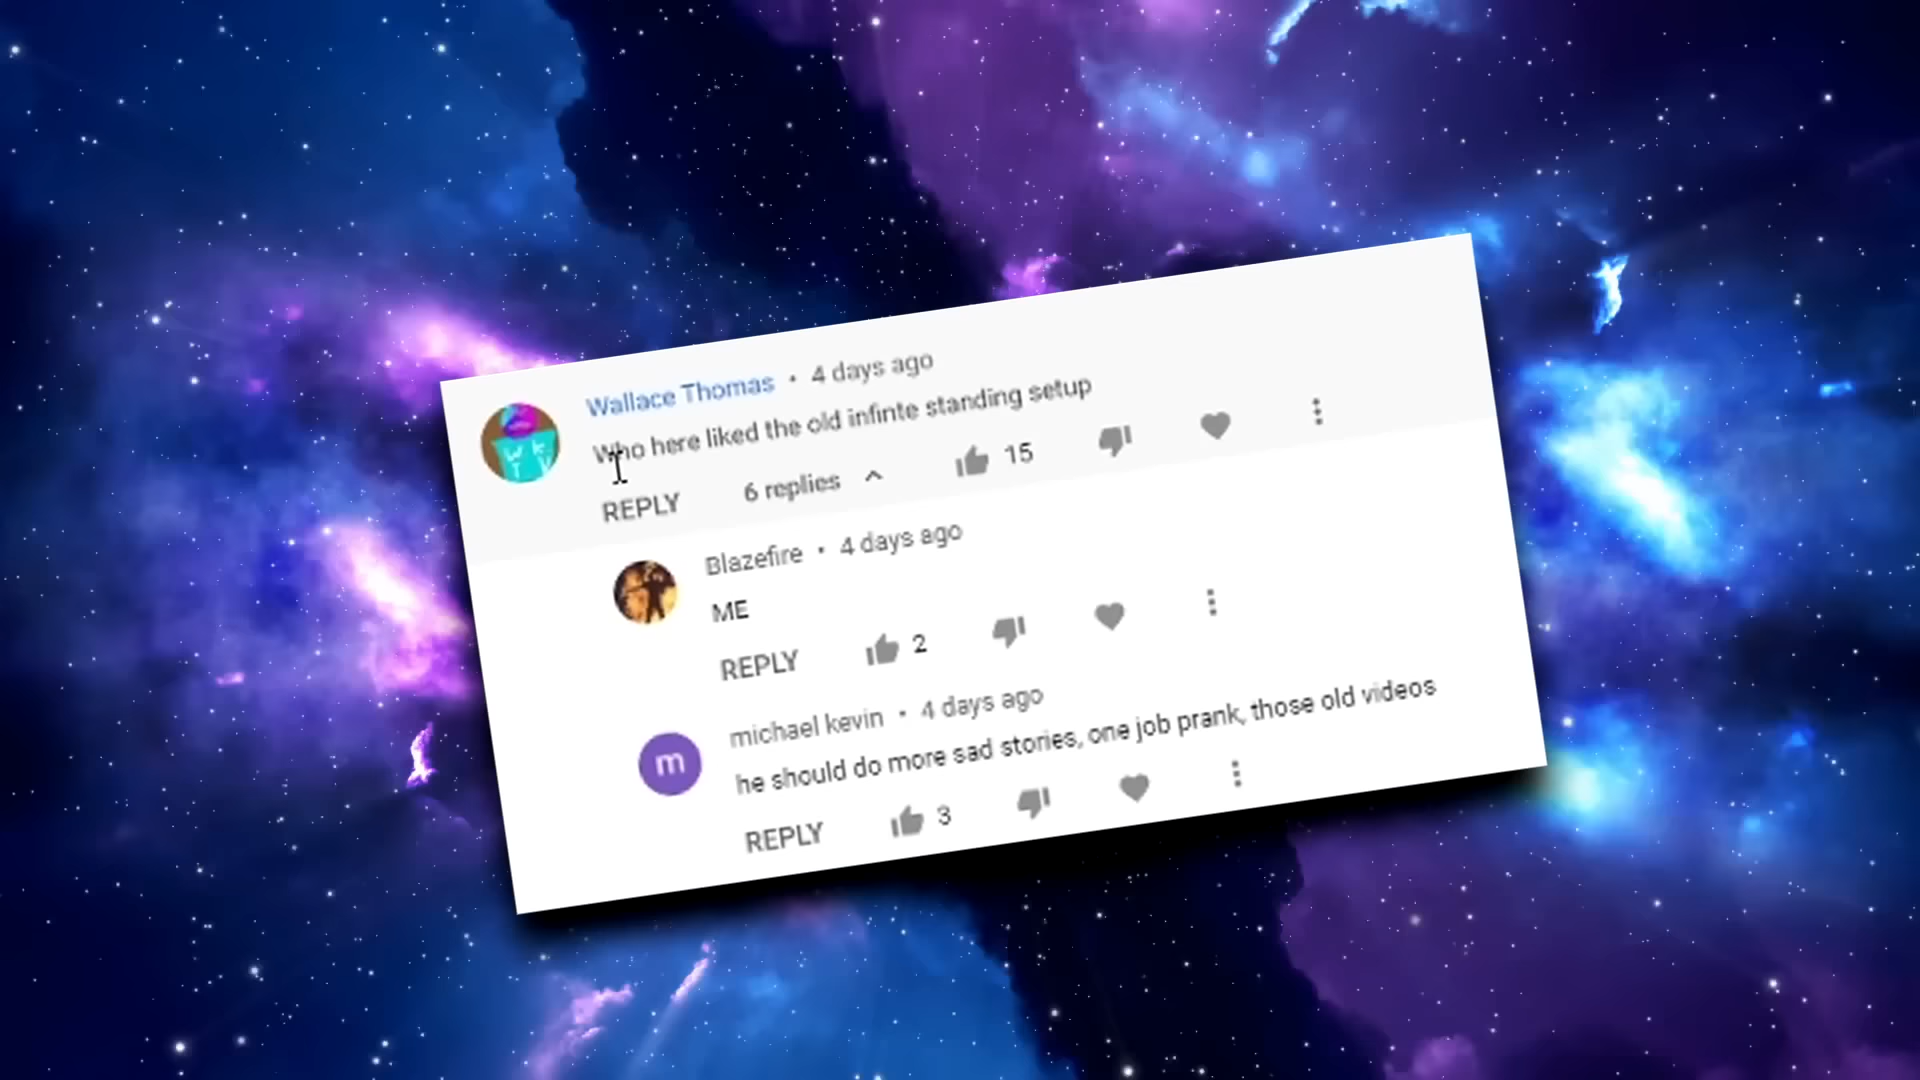 Wallace Thomas • 4 days ago
Who here liked the old infinte standing setup
REPLY 6 replies 15
Blazefire • 4 days ago
ME
REPLY 2
m
michael kevin • 4 days ago
he should do more sad stories, one job prank, those old videos
REPLY 3